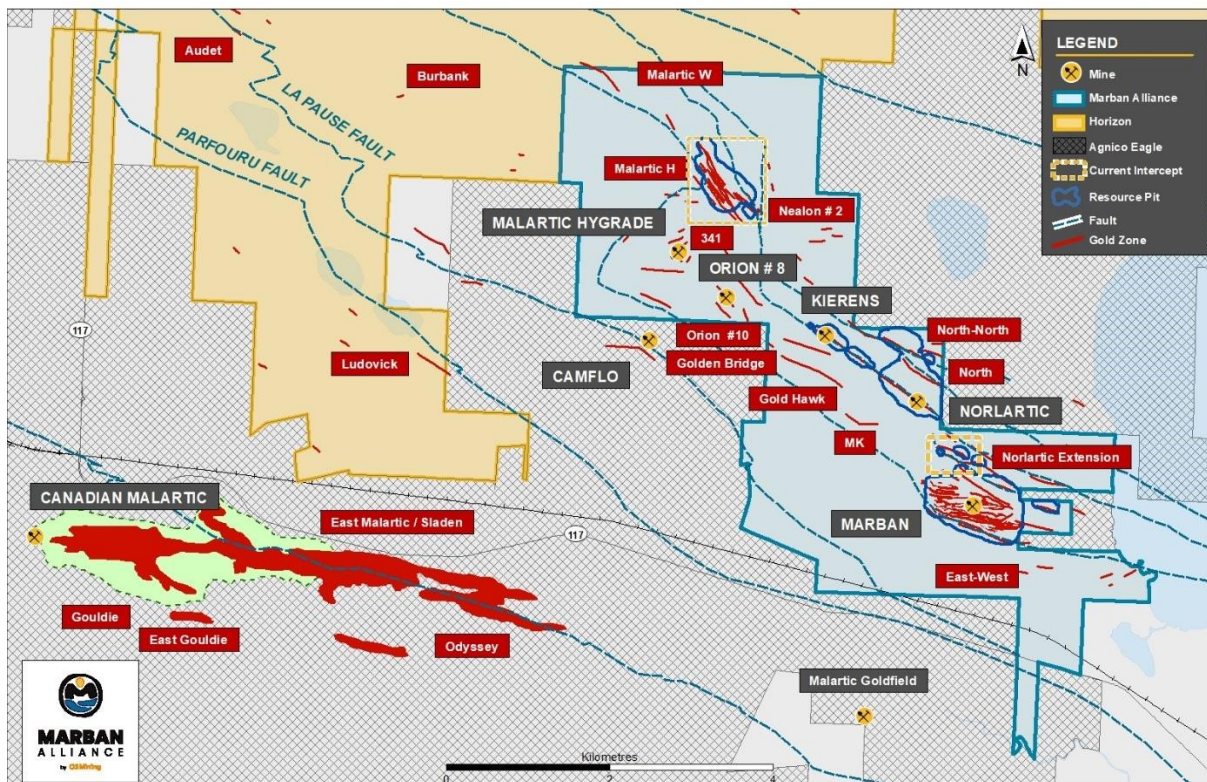 Audet
Burbank
Malartic W
LA PAUSE FAULT
PARFOURU FAULT
Malartic H
Nealon # 2
MALARTIC HYGRADE
341
ORION # 8
KIERENS
North-North
117
Orion #10
Ludovick
Golden Bridge
North
CAMFLO
Gold Hawk
NORLARTIC
MK
Norlartic Extension
CANADIAN MALARTIC
East Malartic / Sladen
MARBAN
117
East-West
Gouldie
East Gouldie
Odyssey
Malartic Goldfield
N
LEGEND
Mine
Marban Alliance
Horizon
Agnico Eagle
Current Intercept
Resource Pit
Fault
Gold Zone
MARBAN
ALLIANCE
by O3Mining
Kilometres
0 2 4